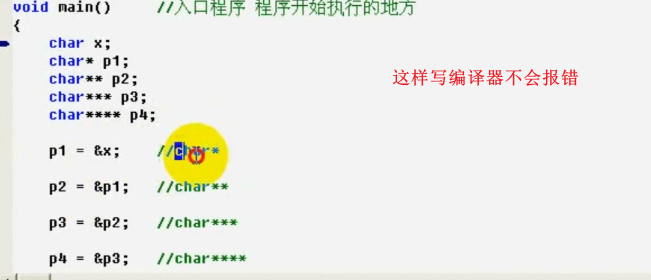 void main()    //入口程序 程序开始执行的地方
{
char x;
char* p1;
char** p2;
char*** p3;
char**** p4;
这样写编译器不会报错
p1 = &x;    //char*
p2 = &p1;   //char**
p3 = &p2;   //char***
p4 = &p3;   //char****